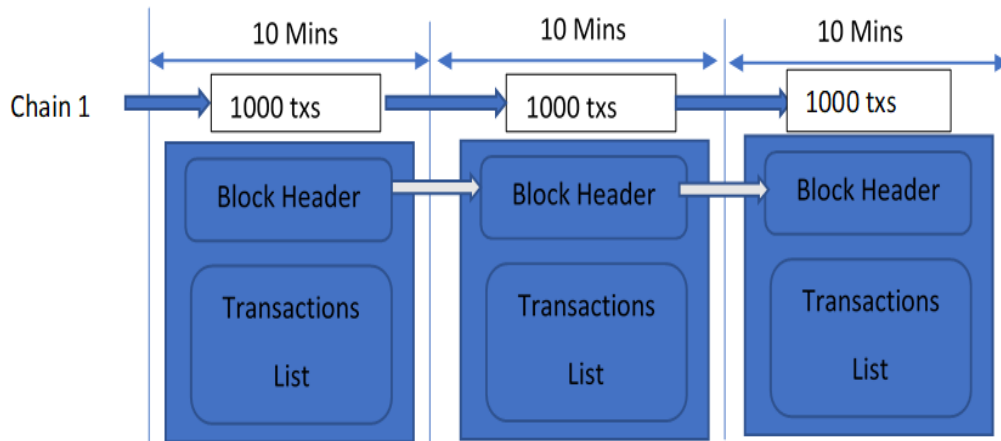 10 Mins
10 Mins
10 Mins
Chain 1
1000 txs
1000 txs
1000 txs
Block Header
Block Header
Block Header
Transactions
List
Transactions
List
Transactions
List